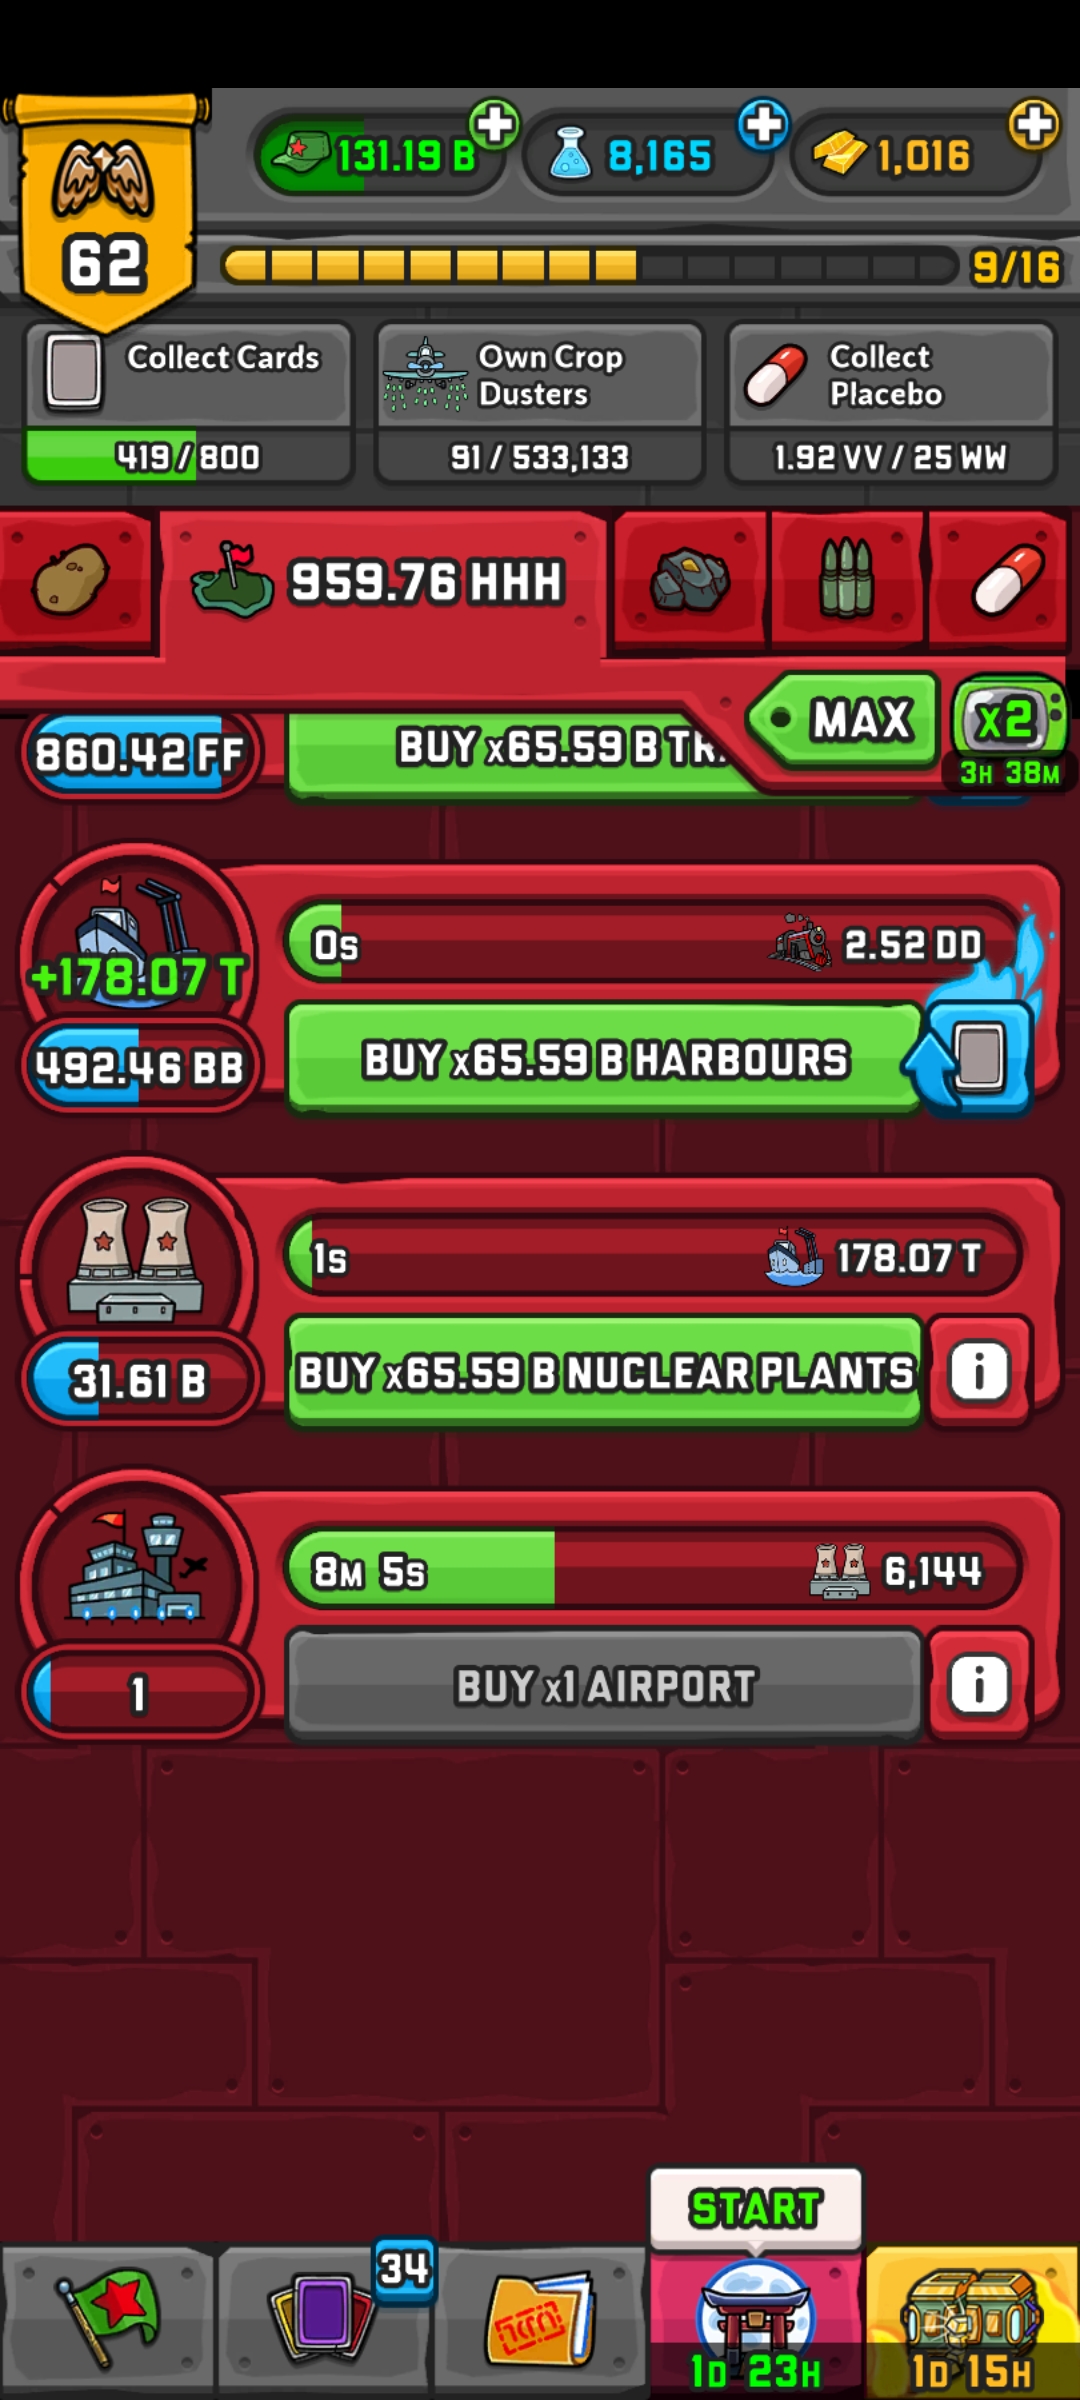 131.19 B
8,165
1,016
62
9/16
Collect Cards
419 / 800
Own Crop
Dusters
91 / 533,133
Collect
Placebo
1.92 VV / 25 WW
959.76 HHH
MAX
x2
3H 38M
860.42 FF
BUY x65.59 B
+178.07 T
0s
2.52 DD
492.46 BB
BUY x65.59 B HARBOURS
1s
178.07 T
31.61 B
BUY x65.59 B NUCLEAR PLANTS
i
8M 5s
6,144
1
BUY x1 AIRPORT
i
START
34
1D 23H
1D 15H